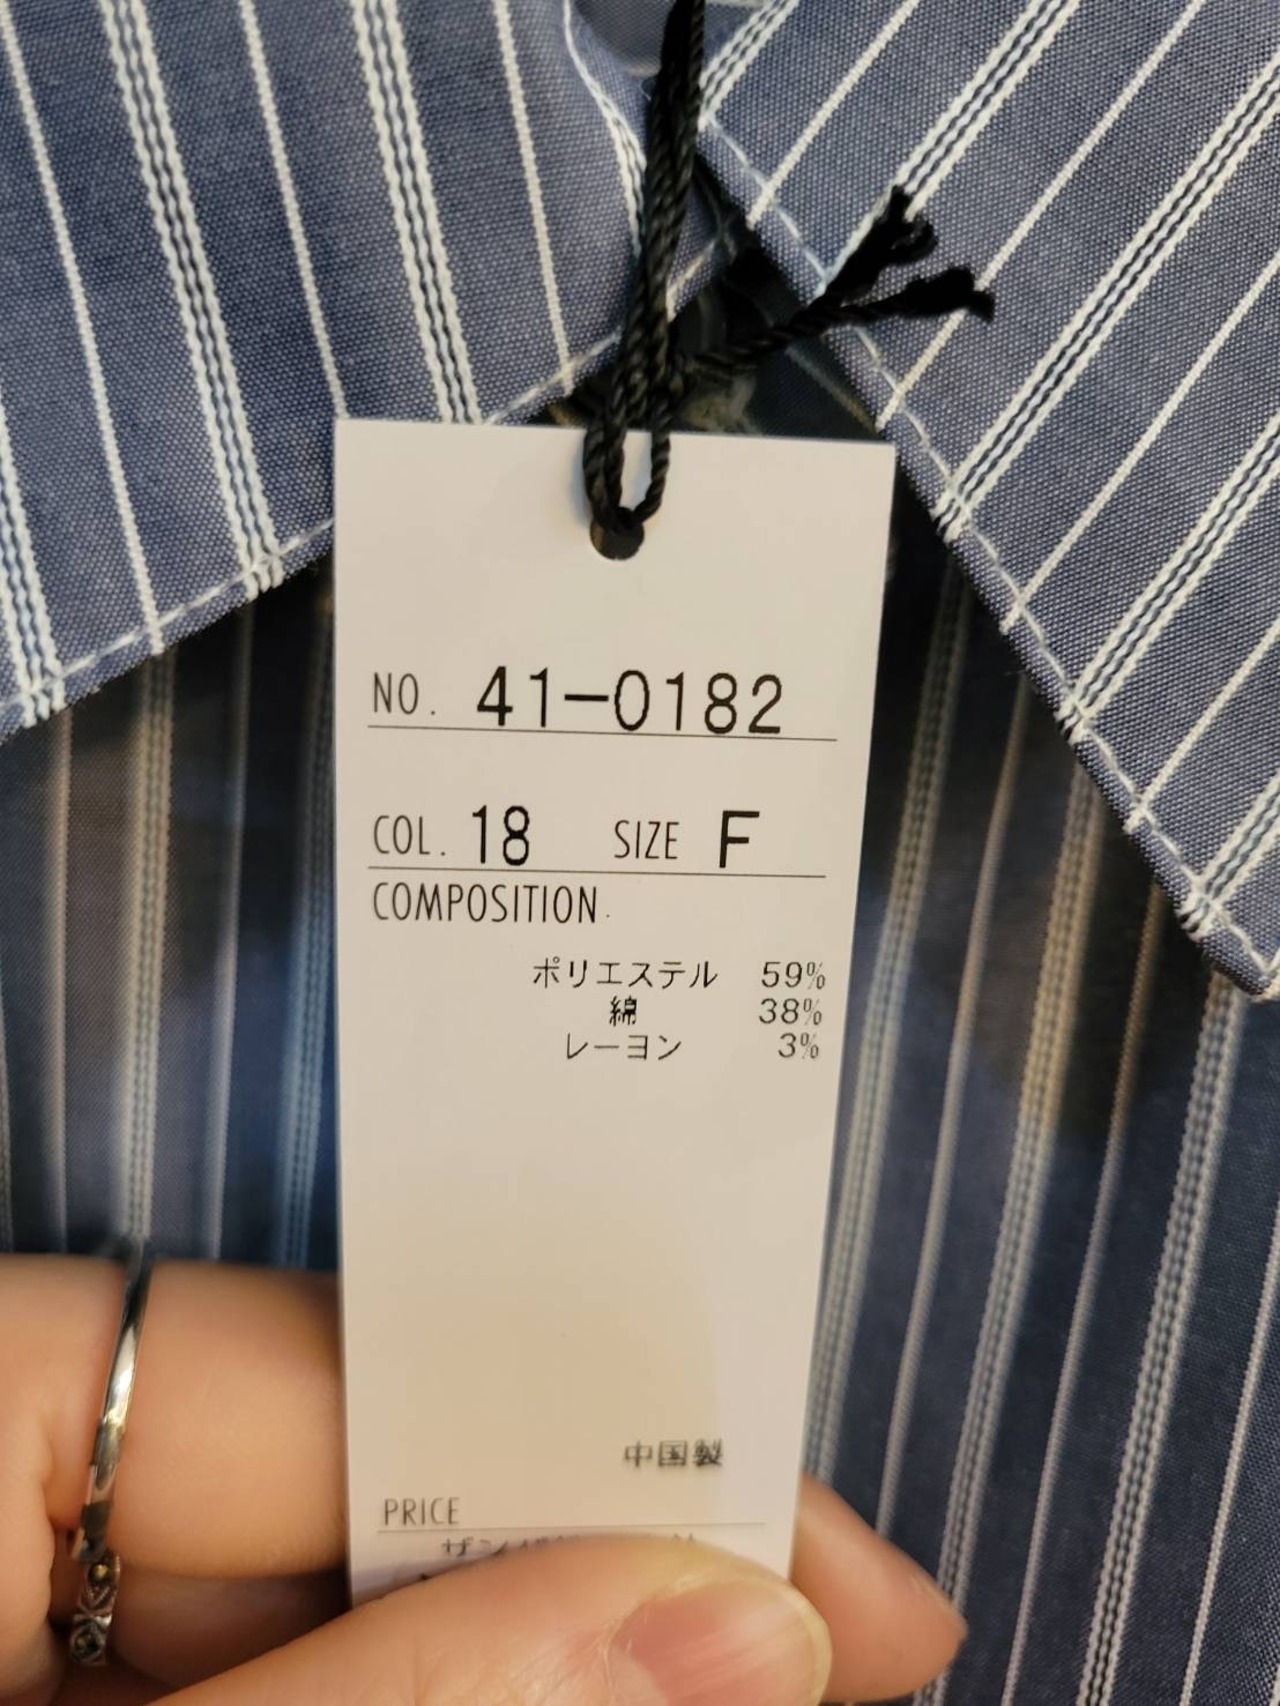 NO. 41-0182
COL. 18 SIZE F
COMPOSITION
ポリエステル 59%
綿 38%
レーヨン 3%
中国製
PRICE